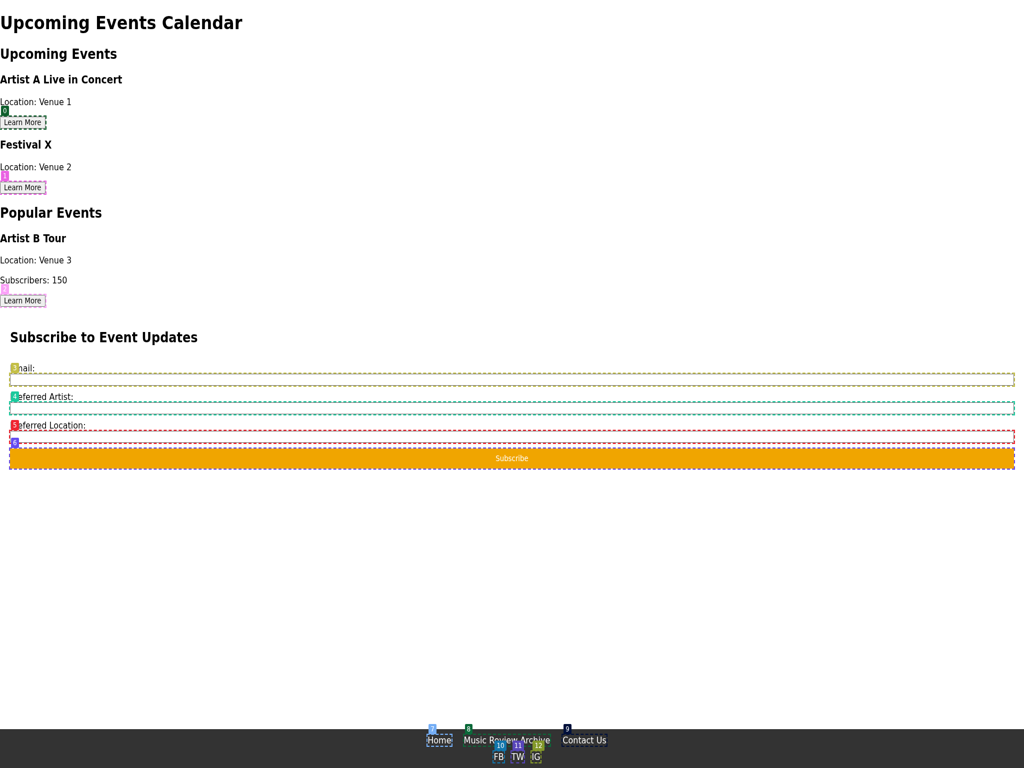 Upcoming Events Calendar
Upcoming Events
Artist A Live in Concert
Location: Venue 1
0
Learn More
Festival X
Location: Venue 2
1
Learn More
Popular Events
Artist B Tour
Location: Venue 3
Subscribers: 150
2
Learn More
Subscribe to Event Updates
3 mail:
4 eferred Artist:
5 eferred Location:
6
Subscribe
7 8 9
Home Music Review Archive Contact Us
10 11 12
FB TW IG